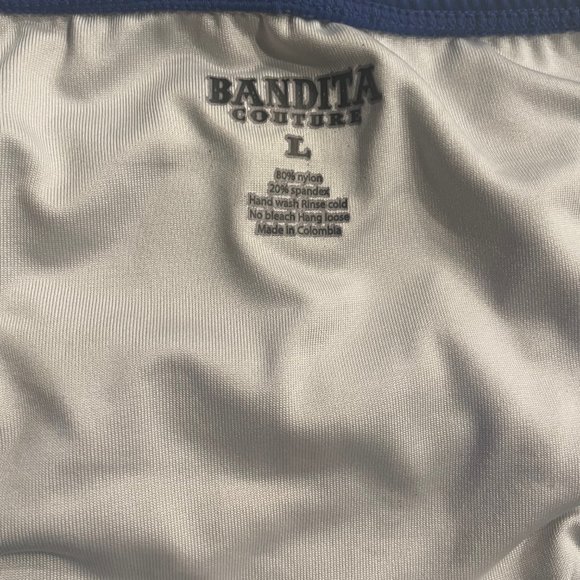 BANDITA
COUTURE
L
80% nylon
20% spandex
Hand wash Rinse cold
No bleach Hang loose
Made in Colombia